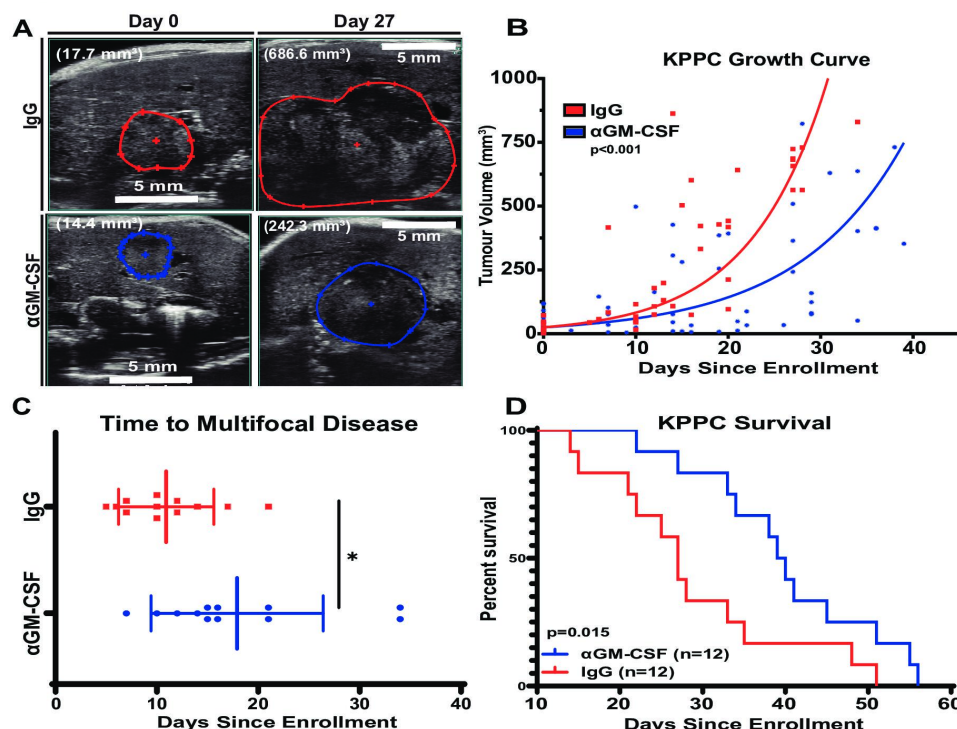 A
Day 0
Day 27
IgG
(17.7 mm³)
5 mm
(686.6 mm³)
5 mm
αGM-CSF
(14.4 mm³)
5 mm
(242.3 mm³)
5 mm
B
KPPC Growth Curve
IgG
αGM-CSF
p<0.001
Tumour Volume (mm³)
1000
750
500
250
0
0
10
20
30
40
Days Since Enrollment
C
Time to Multifocal Disease
IgG
αGM-CSF
*
0
10
20
30
40
Days Since Enrollment
D
KPPC Survival
Percent survival
100
50
0
p=0.015
αGM-CSF (n=12)
IgG (n=12)
10
20
30
40
50
60
Days Since Enrollment